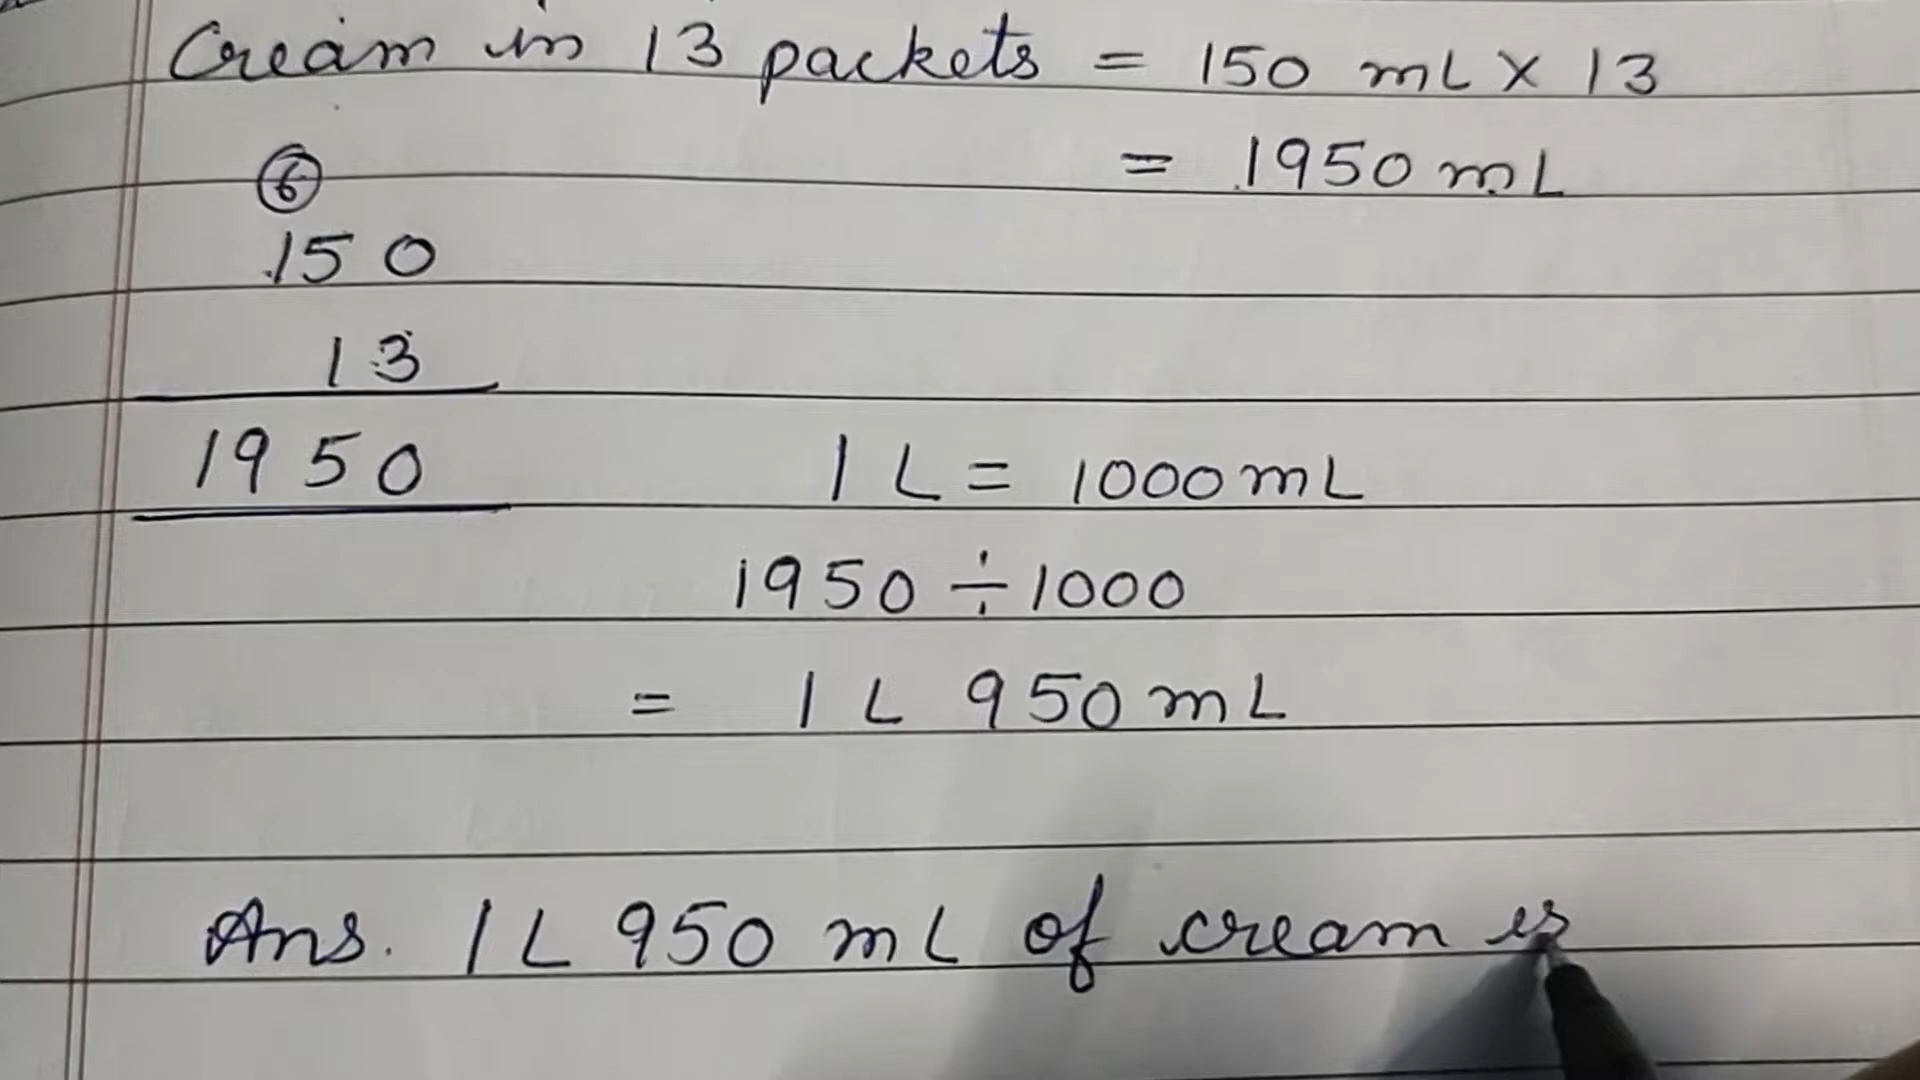 Cream in 13 packets = 150 mL X 13
= 1950 mL
6
150
13
1950
1 L = 1000 mL
1950 ÷ 1000
= 1 L 950 mL
Ans. 1 L 950 mL of cream is